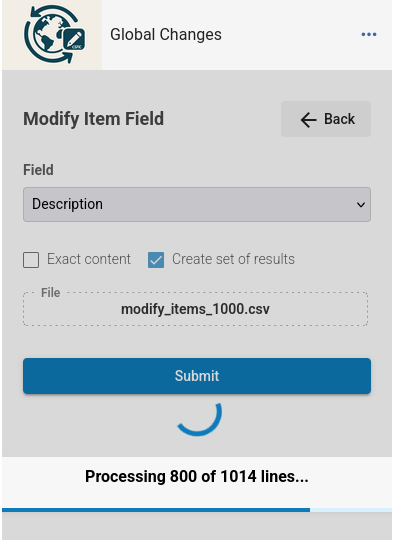 Global Changes
Modify Item Field
Back
Field
Description
Exact content
Create set of results
File
modify_items_1000.csv
Submit
Processing 800 of 1014 lines...